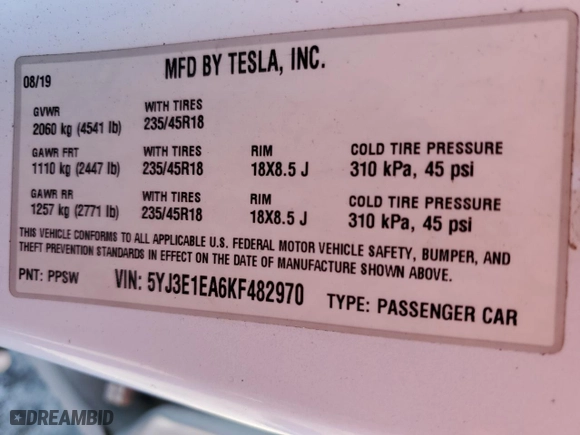 08/19 MFD BY TESLA, INC.
GVWR WITH TIRES
2060 kg (4541 lb) 235/45R18
GAWR FRT WITH TIRES RIM COLD TIRE PRESSURE
1110 kg (2447 lb) 235/45R18 18X8.5 J 310 kPa, 45 psi
GAWR RR WITH TIRES RIM COLD TIRE PRESSURE
1257 kg (2771 lb) 235/45R18 18X8.5 J 310 kPa, 45 psi
THIS VEHICLE CONFORMS TO ALL APPLICABLE U.S. FEDERAL MOTOR VEHICLE SAFETY, BUMPER, AND
THEFT PREVENTION STANDARDS IN EFFECT ON THE DATE OF MANUFACTURE SHOWN ABOVE.
PNT: PPSW VIN: 5YJ3E1EA6KF482970 TYPE: PASSENGER CAR
DREAMBID